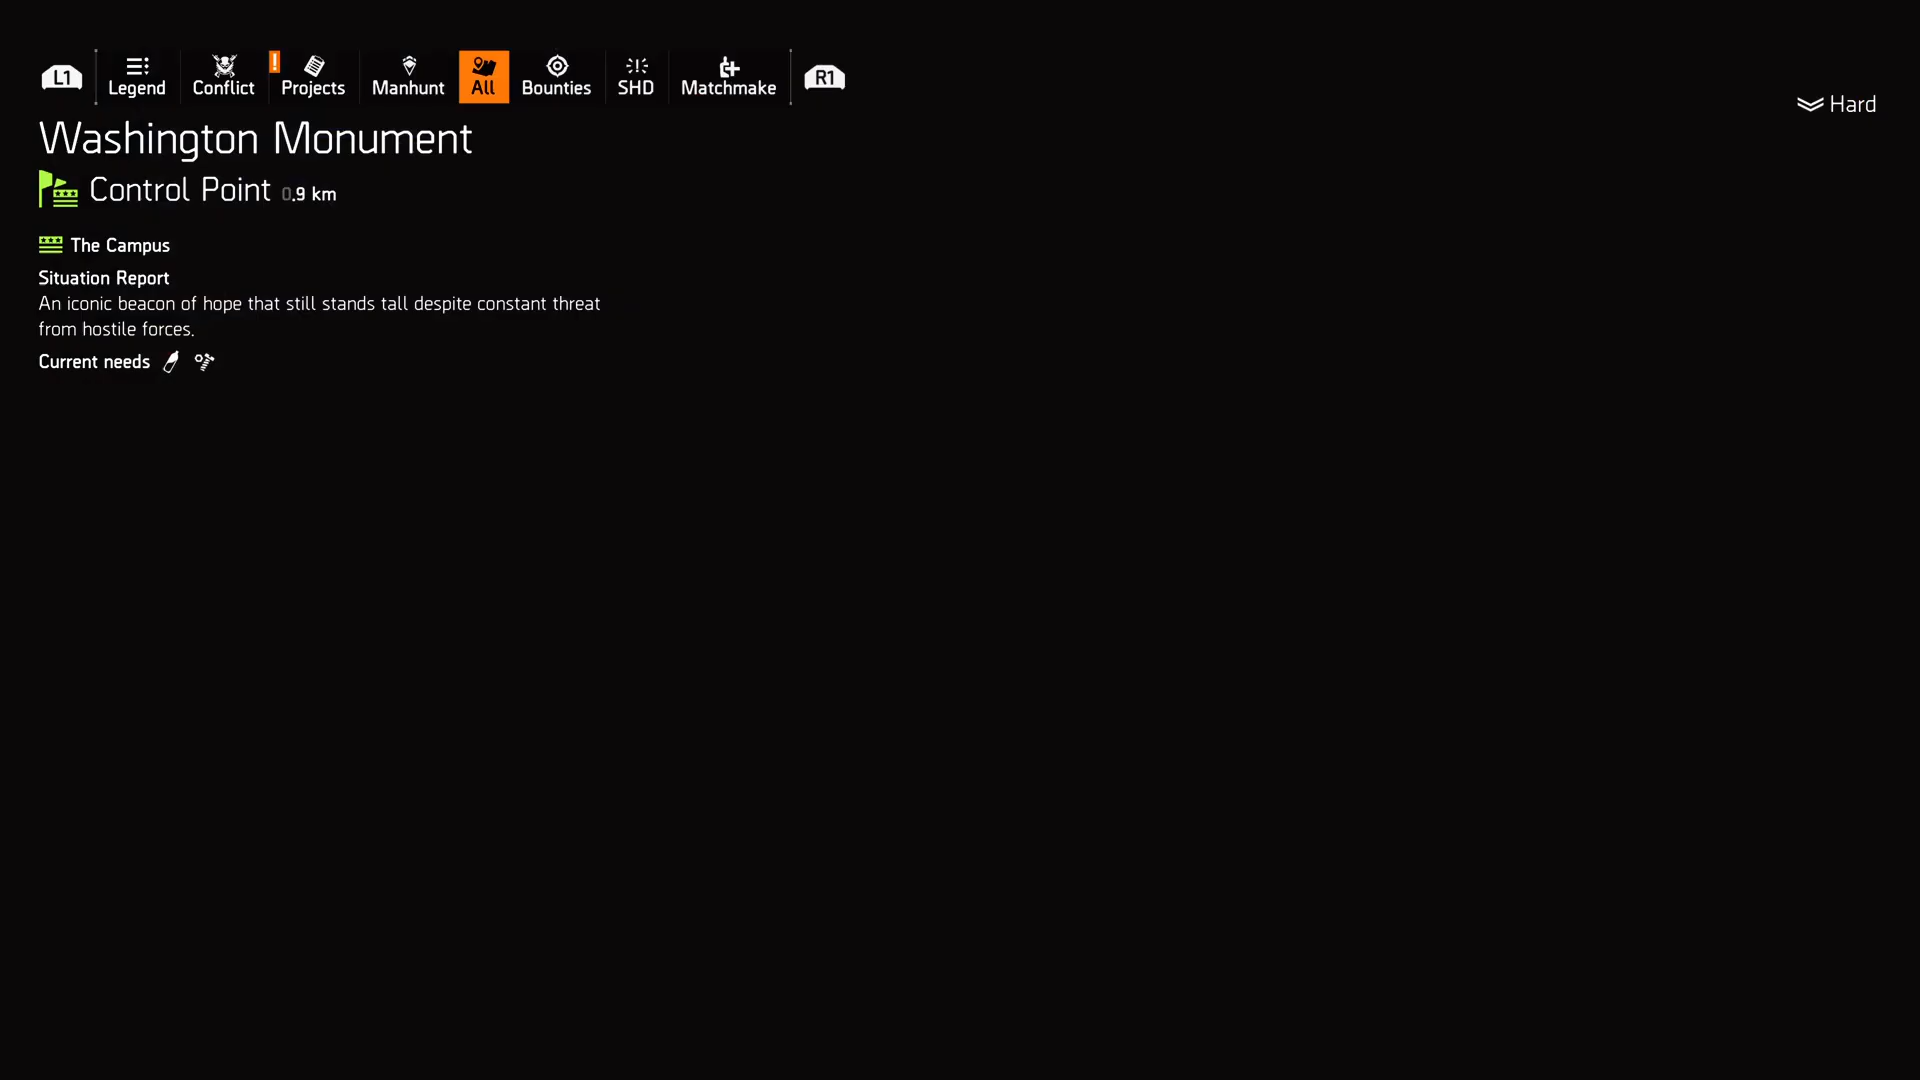 L1 Legend Conflict ! Projects Manhunt All Bounties SHD Matchmake R1
Hard
Washington Monument
Control Point 0.9 km
The Campus
Situation Report
An iconic beacon of hope that still stands tall despite constant threat
from hostile forces.
Current needs